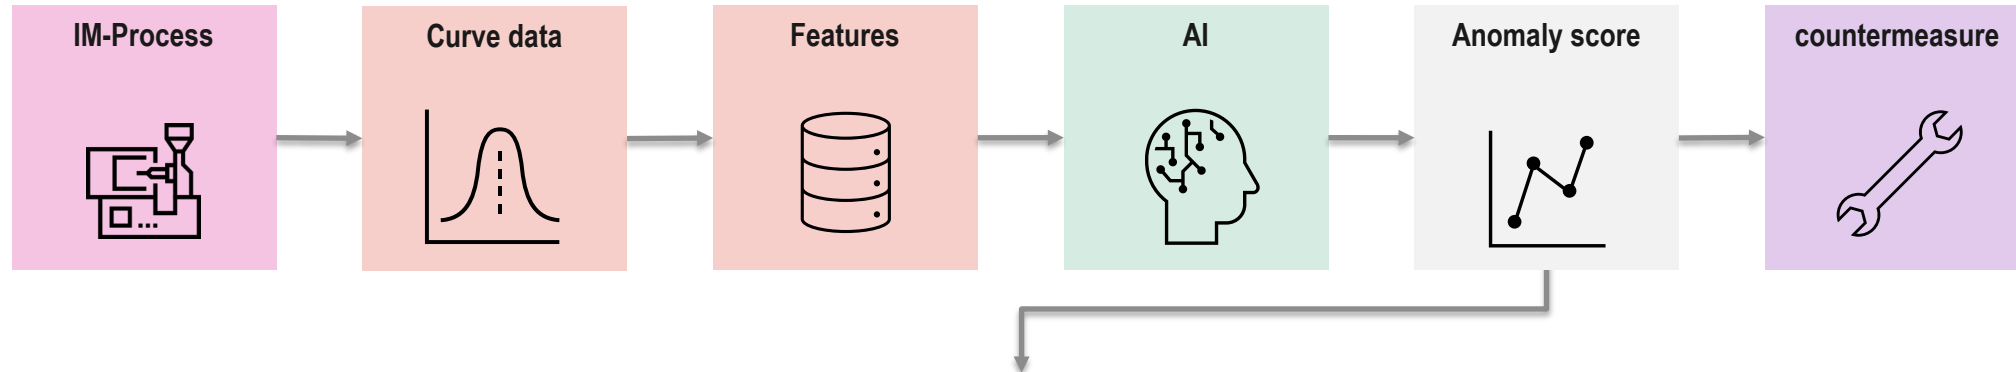 IM-Process
Curve data
Features
AI
Anomaly score
countermeasure